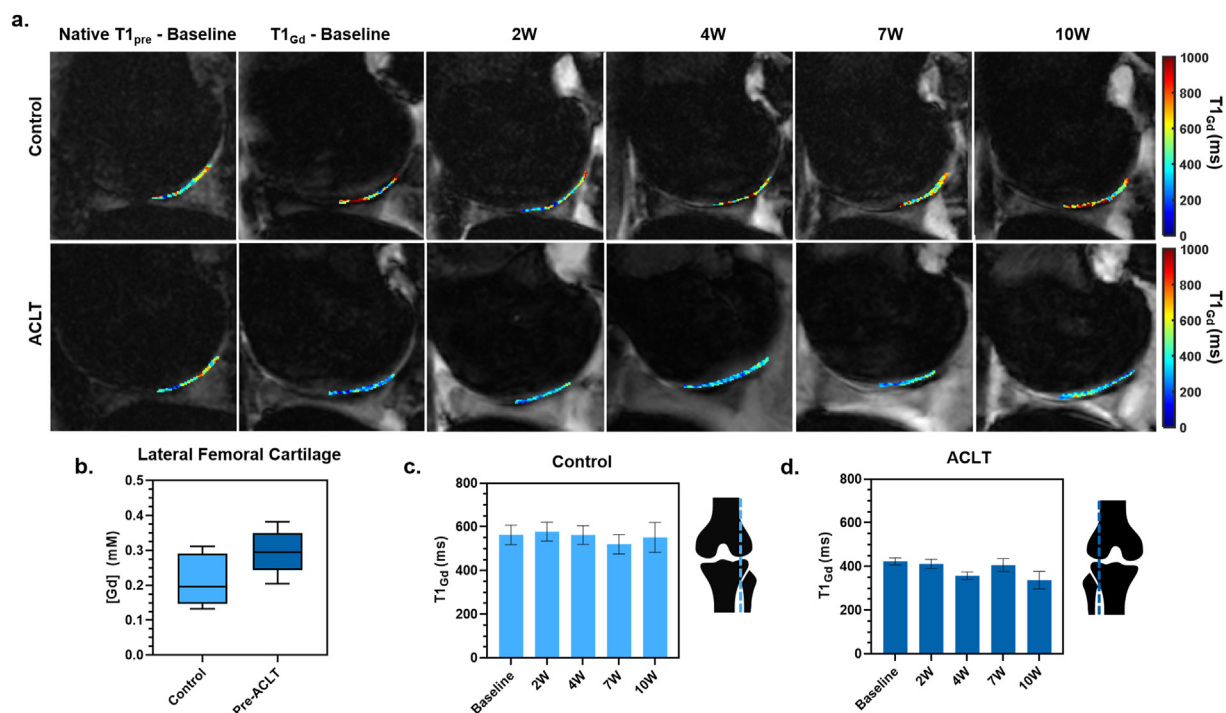 a.
Native T1pre - Baseline
T1Gd - Baseline
2W
4W
7W
10W
Control
1000
800
600
400
200
0
T1Gd (ms)
ACLT
1000
800
600
400
200
0
T1Gd (ms)
b.
Lateral Femoral Cartilage
[Gd] (mM)
0.5
0.4
0.3
0.2
0.1
0.0
Control
Pre-ACLT
c.
Control
T1Gd (ms)
800
600
400
200
0
Baseline
2W
4W
7W
10W
d.
ACLT
T1Gd (ms)
800
600
400
200
0
Baseline
2W
4W
7W
10W